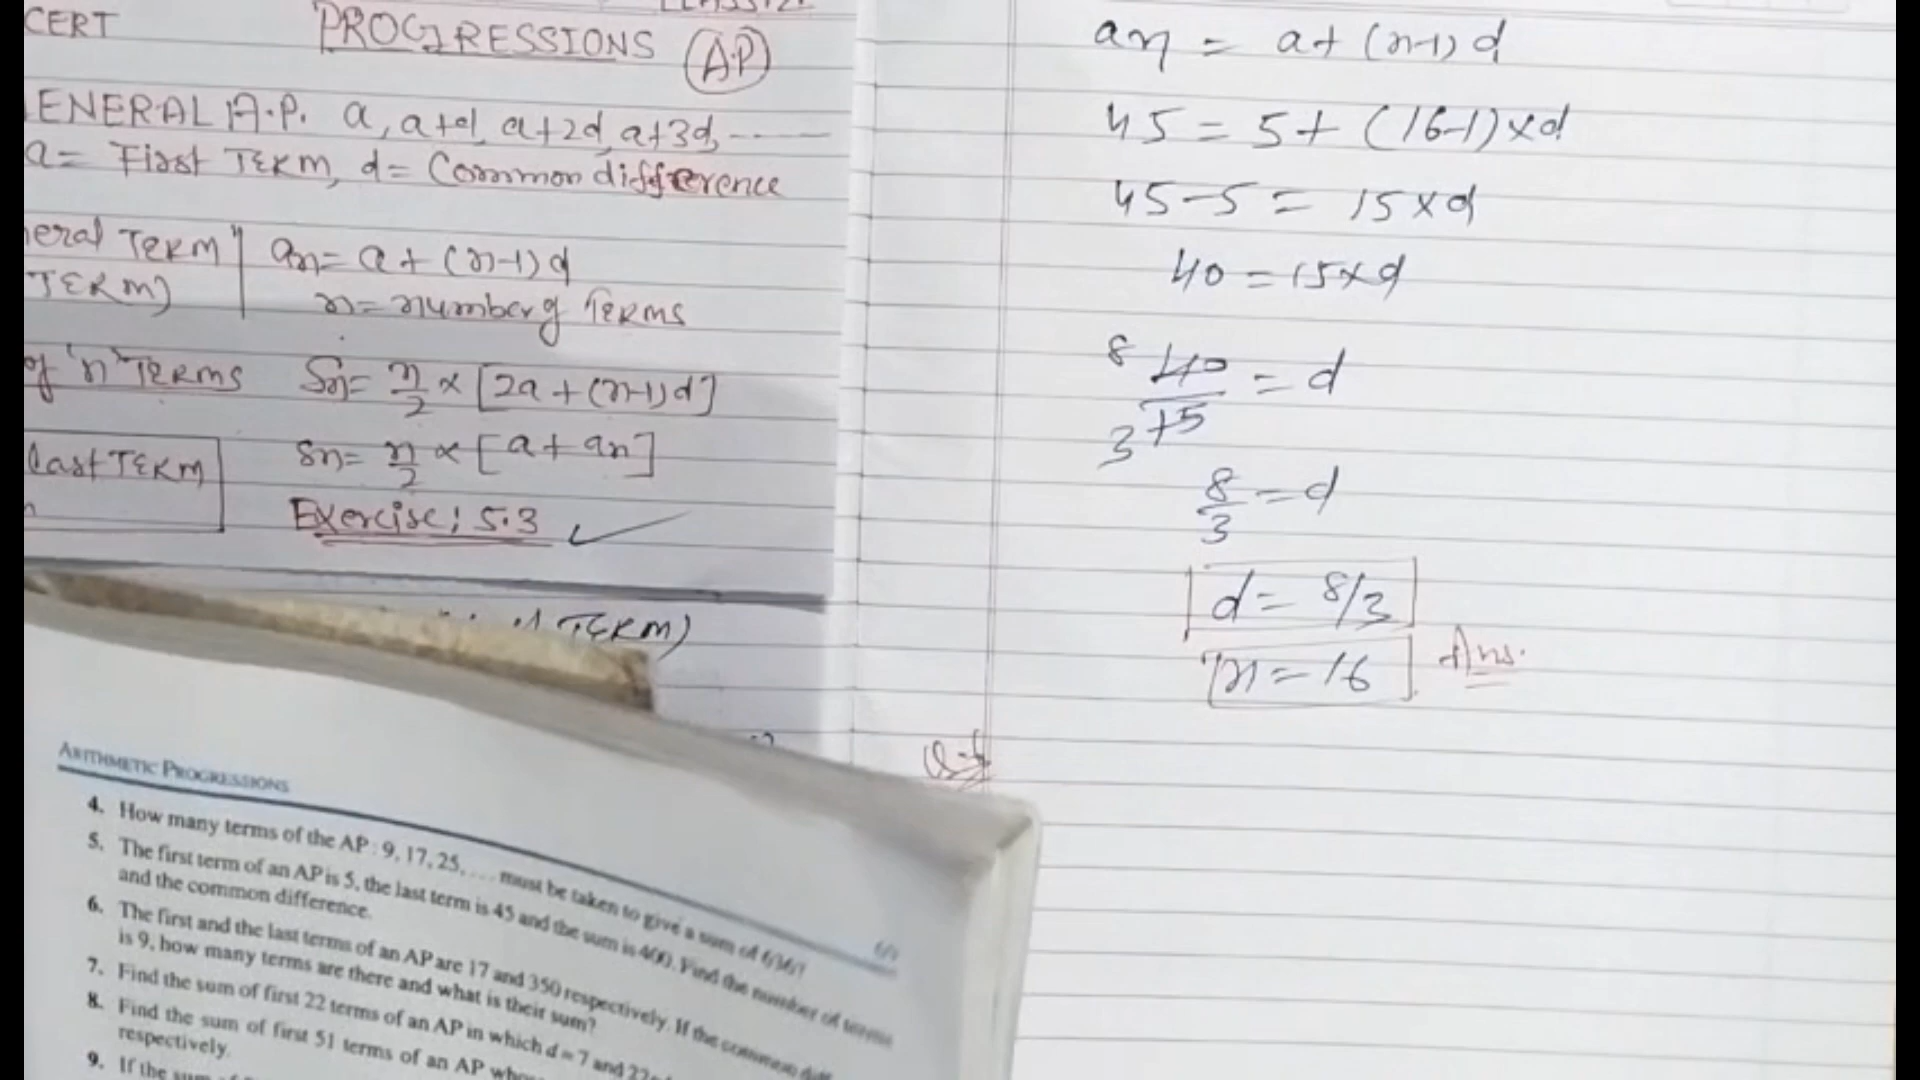 CERT PROGRESSIONS (A.P)
ENERAL A.P. a, a+d, a+2d, a+3d, -----
a = First TERM, d = Common difference
neral TERM" an = a + (n-1) d
TERM) n = number of TERMS
of 'n' TERMS Sn = n/2 × [2a + (n-1) d]
last TERM Sn = n/2 × [a + an]
Exercise: 5.3 ✓
TERM)
ARITHMETIC PROGRESSIONS
4. How many terms of the AP : 9, 17, 25, . . . must be taken to give a sum of 636?
5. The first term of an AP is 5, the last term is 45 and the sum is 400. Find the number of terms
and the common difference.
6. The first and the last terms of an AP are 17 and 350 respectively. If the common
is 9, how many terms are there and what is their sum?
7. Find the sum of first 22 terms of an AP in which d = 7 and 22
8. Find the sum of first 51 terms of an AP
respectively.
9. If the sum
an = a + (n-1) d
45 = 5 + (16-1) × d
45 - 5 = 15 × d
40 = 15 × d
8 40/15 3 = d
8/3 = d
d = 8/3
n = 16 Ans.